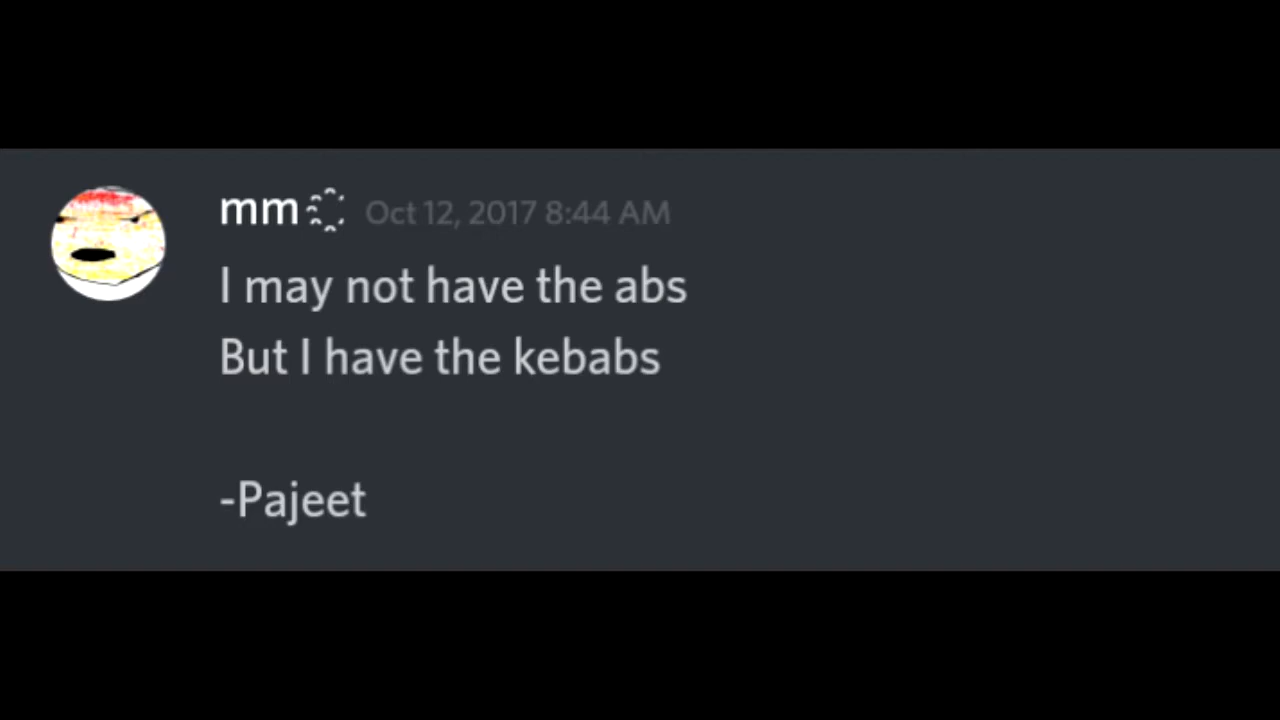 mm҉ Oct 12, 2017 8:44 AM
I may not have the abs
But I have the kebabs
-Pajeet